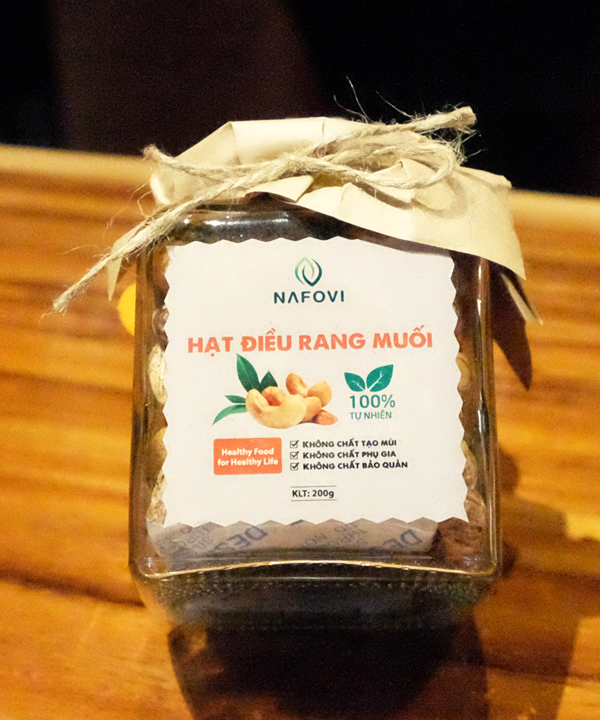 NAFOVI
HẠT ĐIỀU RANG MUỐI
100%
TỰ NHIÊN
Healthy Food
for Healthy Life
KHÔNG CHẤT TẠO MÙI
KHÔNG CHẤT PHỤ GIA
KHÔNG CHẤT BẢO QUẢN
KLT: 200g